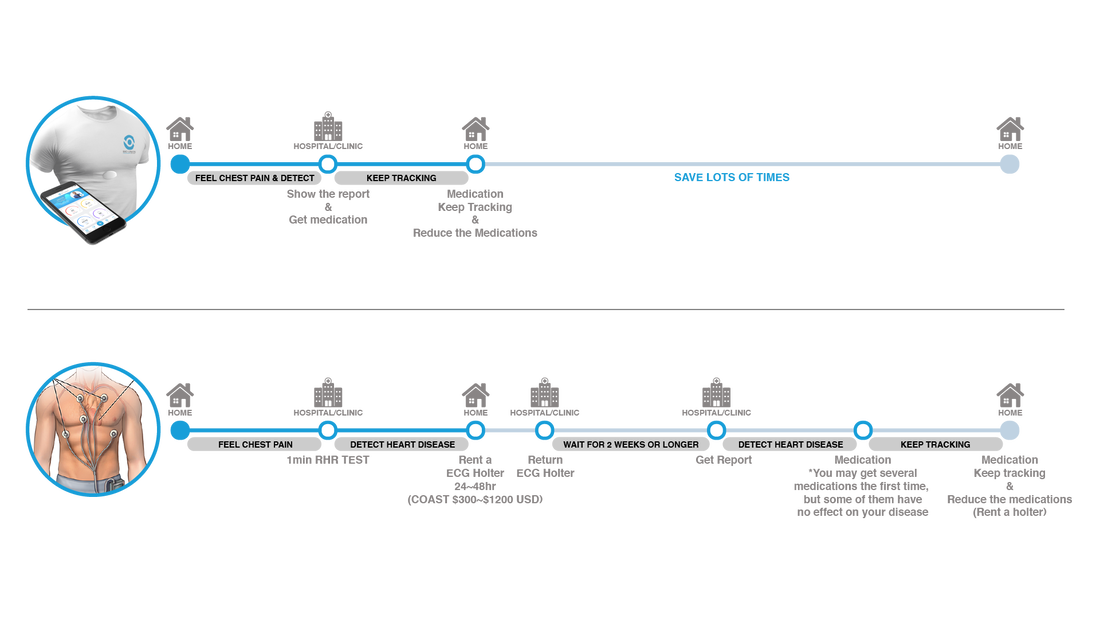 HOME
HOSPITAL/CLINIC
HOME
HOME
FEEL CHEST PAIN & DETECT
KEEP TRACKING
SAVE LOTS OF TIMES
Show the report
&
Get medication
Medication
Keep Tracking
&
Reduce the Medications
HOME
HOSPITAL/CLINIC
HOME
HOSPITAL/CLINIC
HOSPITAL/CLINIC
HOME
FEEL CHEST PAIN
DETECT HEART DISEASE
WAIT FOR 2 WEEKS OR LONGER
DETECT HEART DISEASE
KEEP TRACKING
1min RHR TEST
Rent a
ECG Holter
24~48hr
(COAST $300~$1200 USD)
Return
ECG Holter
Get Report
Medication
*You may get several
medications the first time,
but some of them have
no effect on your disease
Medication
Keep tracking
&
Reduce the medications
(Rent a holter)